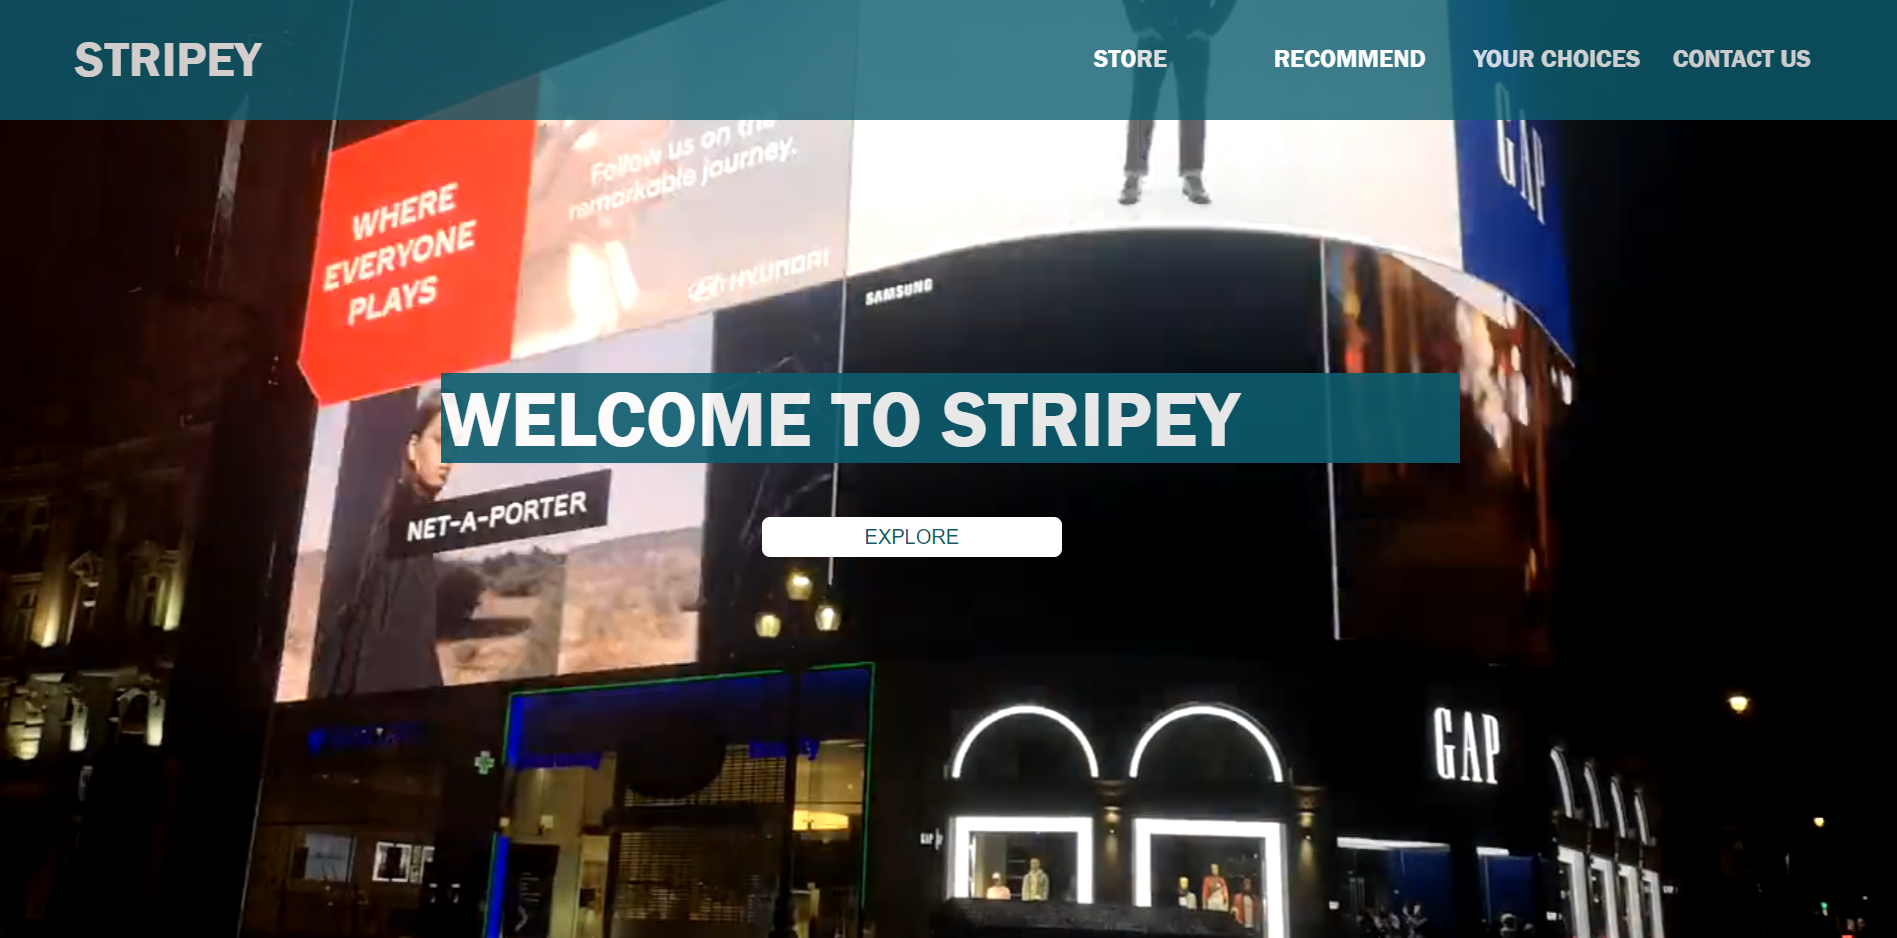 STRIPEY
STORE
RECOMMEND
YOUR CHOICES
CONTACT US
GAP
Follow us on the
remarkable journey.
WHERE
EVERYONE
PLAYS
HYUNDAI
SAMSUNG
WELCOME TO STRIPEY
NET-A-PORTER
EXPLORE
GAP
GAP